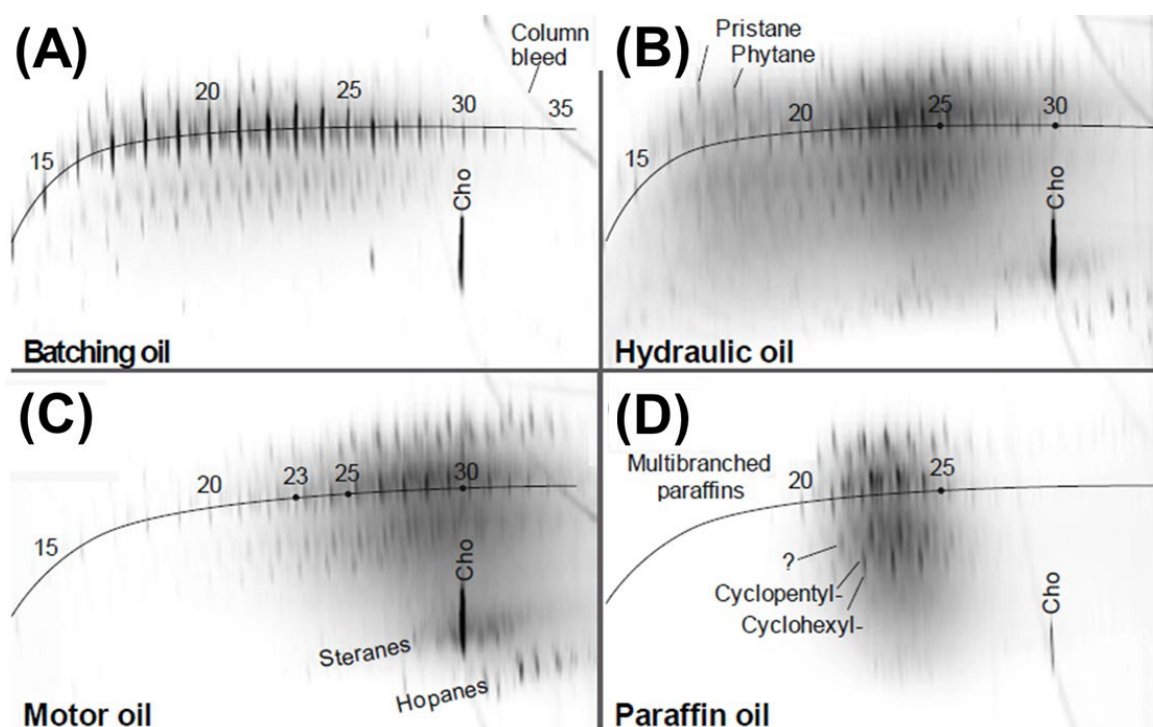 (A)
Column
bleed
15
20
25
30
35
Cho
Batching oil
(B)
Pristane
Phytane
15
20
25
30
Cho
Hydraulic oil
(C)
15
20
23
25
30
Cho
Steranes
Hopanes
Motor oil
(D)
Multibranched
paraffins
20
25
?
Cyclopentyl-
Cyclohexyl-
Cho
Paraffin oil